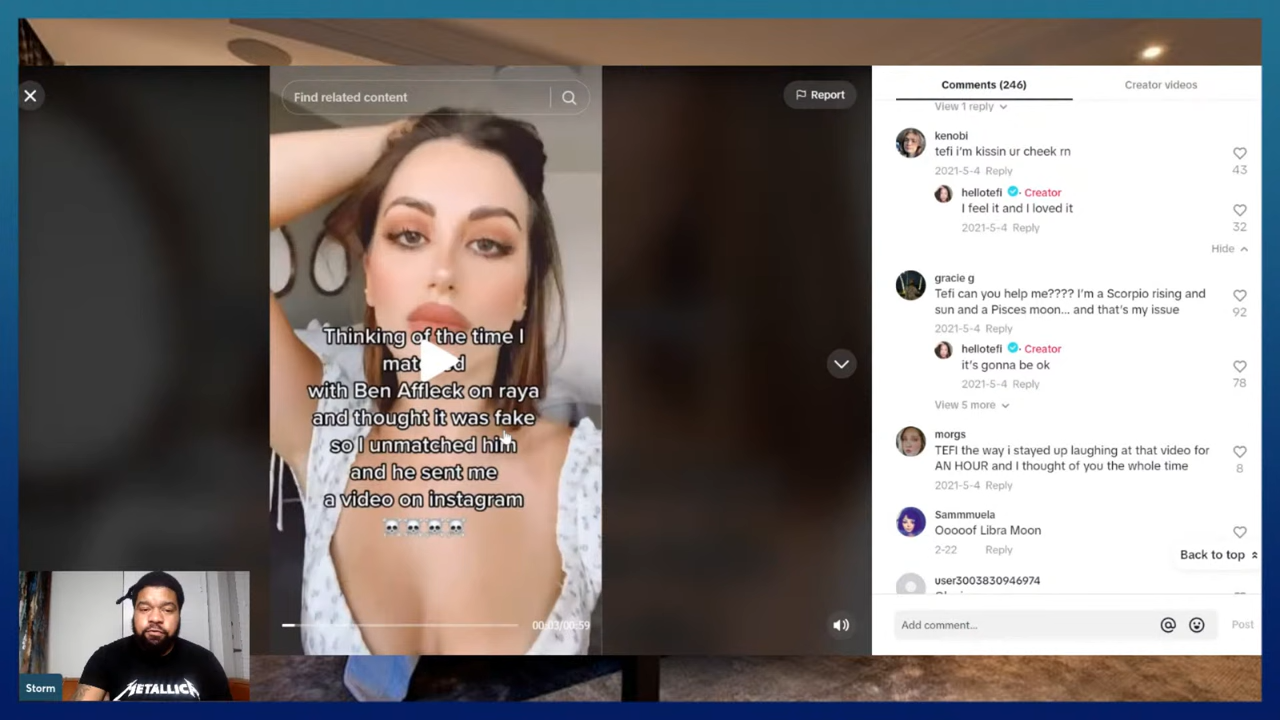 Find related content
Report
Thinking of the time I
with Ben Affleck on raya
and thought it was fake
so I unmatched him
and he sent me
a video on instagram
00:03/00:59
Comments (246)
Creator videos
View 1 reply
kenobi
tefi i'm kissin ur cheek rn
2021-5-4 Reply
43
hellotefi · Creator
I feel it and I loved it
2021-5-4 Reply
32
Hide
gracie g
Tefi can you help me???? I'm a Scorpio rising and
sun and a Pisces moon... and that's my issue
2021-5-4 Reply
92
hellotefi · Creator
it's gonna be ok
2021-5-4 Reply
78
View 5 more
morgs
TEFI the way i stayed up laughing at that video for
AN HOUR and I thought of you the whole time
2021-5-4 Reply
8
Sammmuela
Ooooof Libra Moon
2-22 Reply
Back to top
user3003830946974
Add comment...
Post
METALLICA
Storm